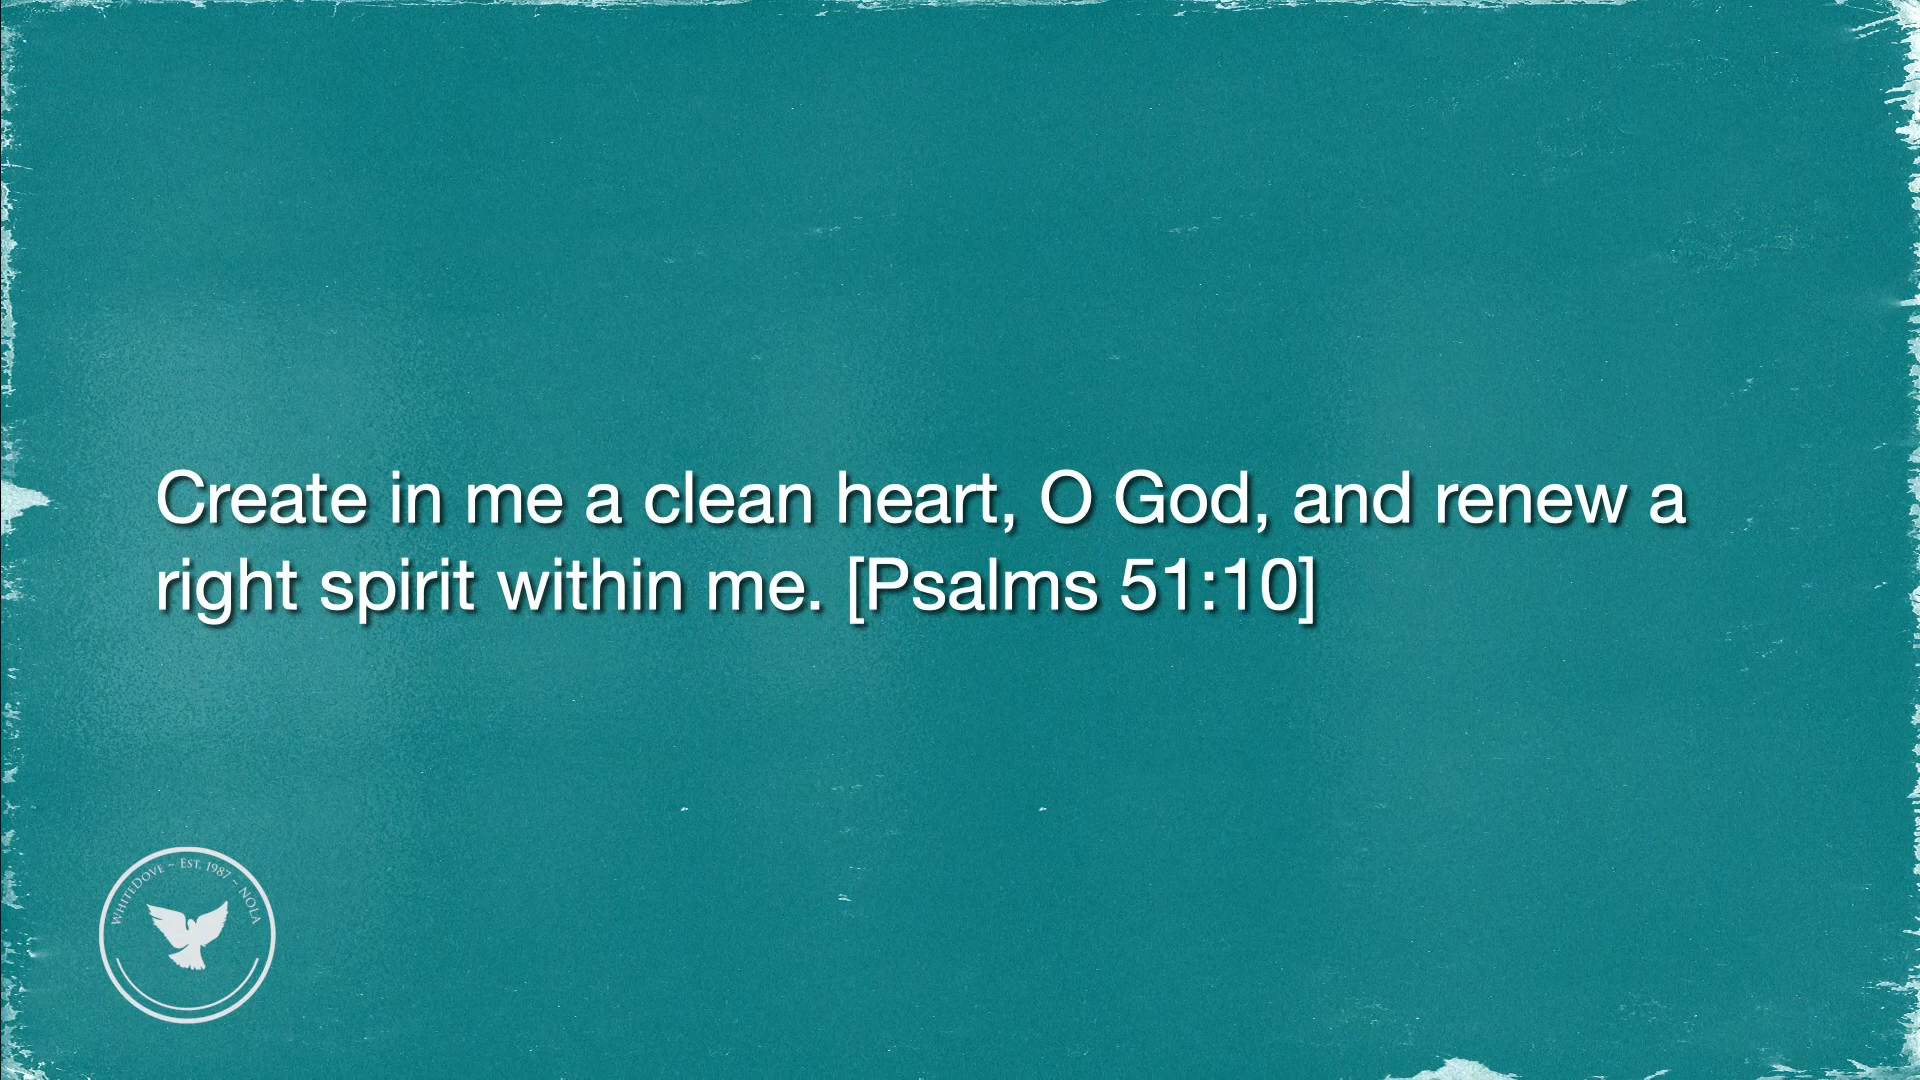 Create in me a clean heart, O God, and renew a
right spirit within me. [Psalms 51:10]
WHITEDOVE ~ EST. 1987 ~ NOLA